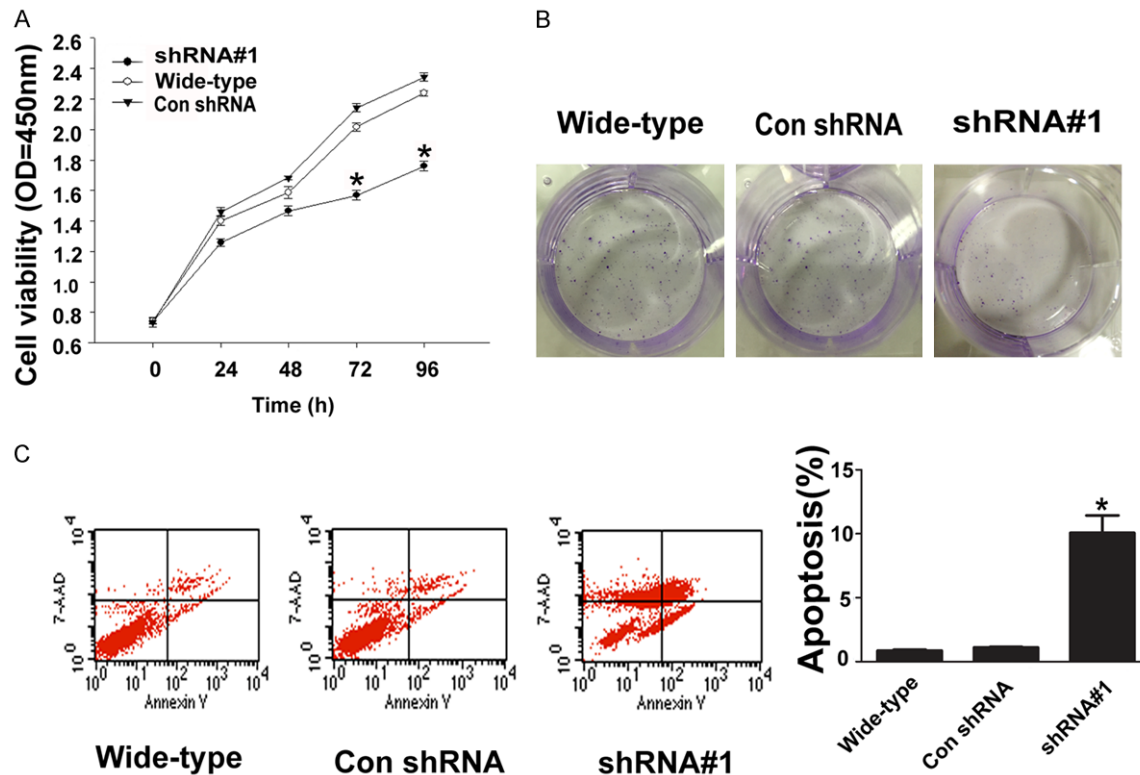 A
Cell viability (OD=450nm)
2.6
2.4
2.2
2.0
1.8
1.6
1.4
1.2
1.0
0.8
0.6
shRNA#1
Wide-type
Con shRNA
*
*
0 24 48 72 96
Time (h)
B
Wide-type Con shRNA shRNA#1
C
7-AAD
10^4
10^0
10^0 10^1 10^2 10^3 10^4
Annexin V
Wide-type
7-AAD
10^4
10^0
10^0 10^1 10^2 10^3 10^4
Annexin V
Con shRNA
7-AAD
10^4
10^0
10^0 10^1 10^2 10^3 10^4
Annexin V
shRNA#1
Apoptosis(%)
15
10
5
0
*
Wide-type
Con shRNA
shRNA#1